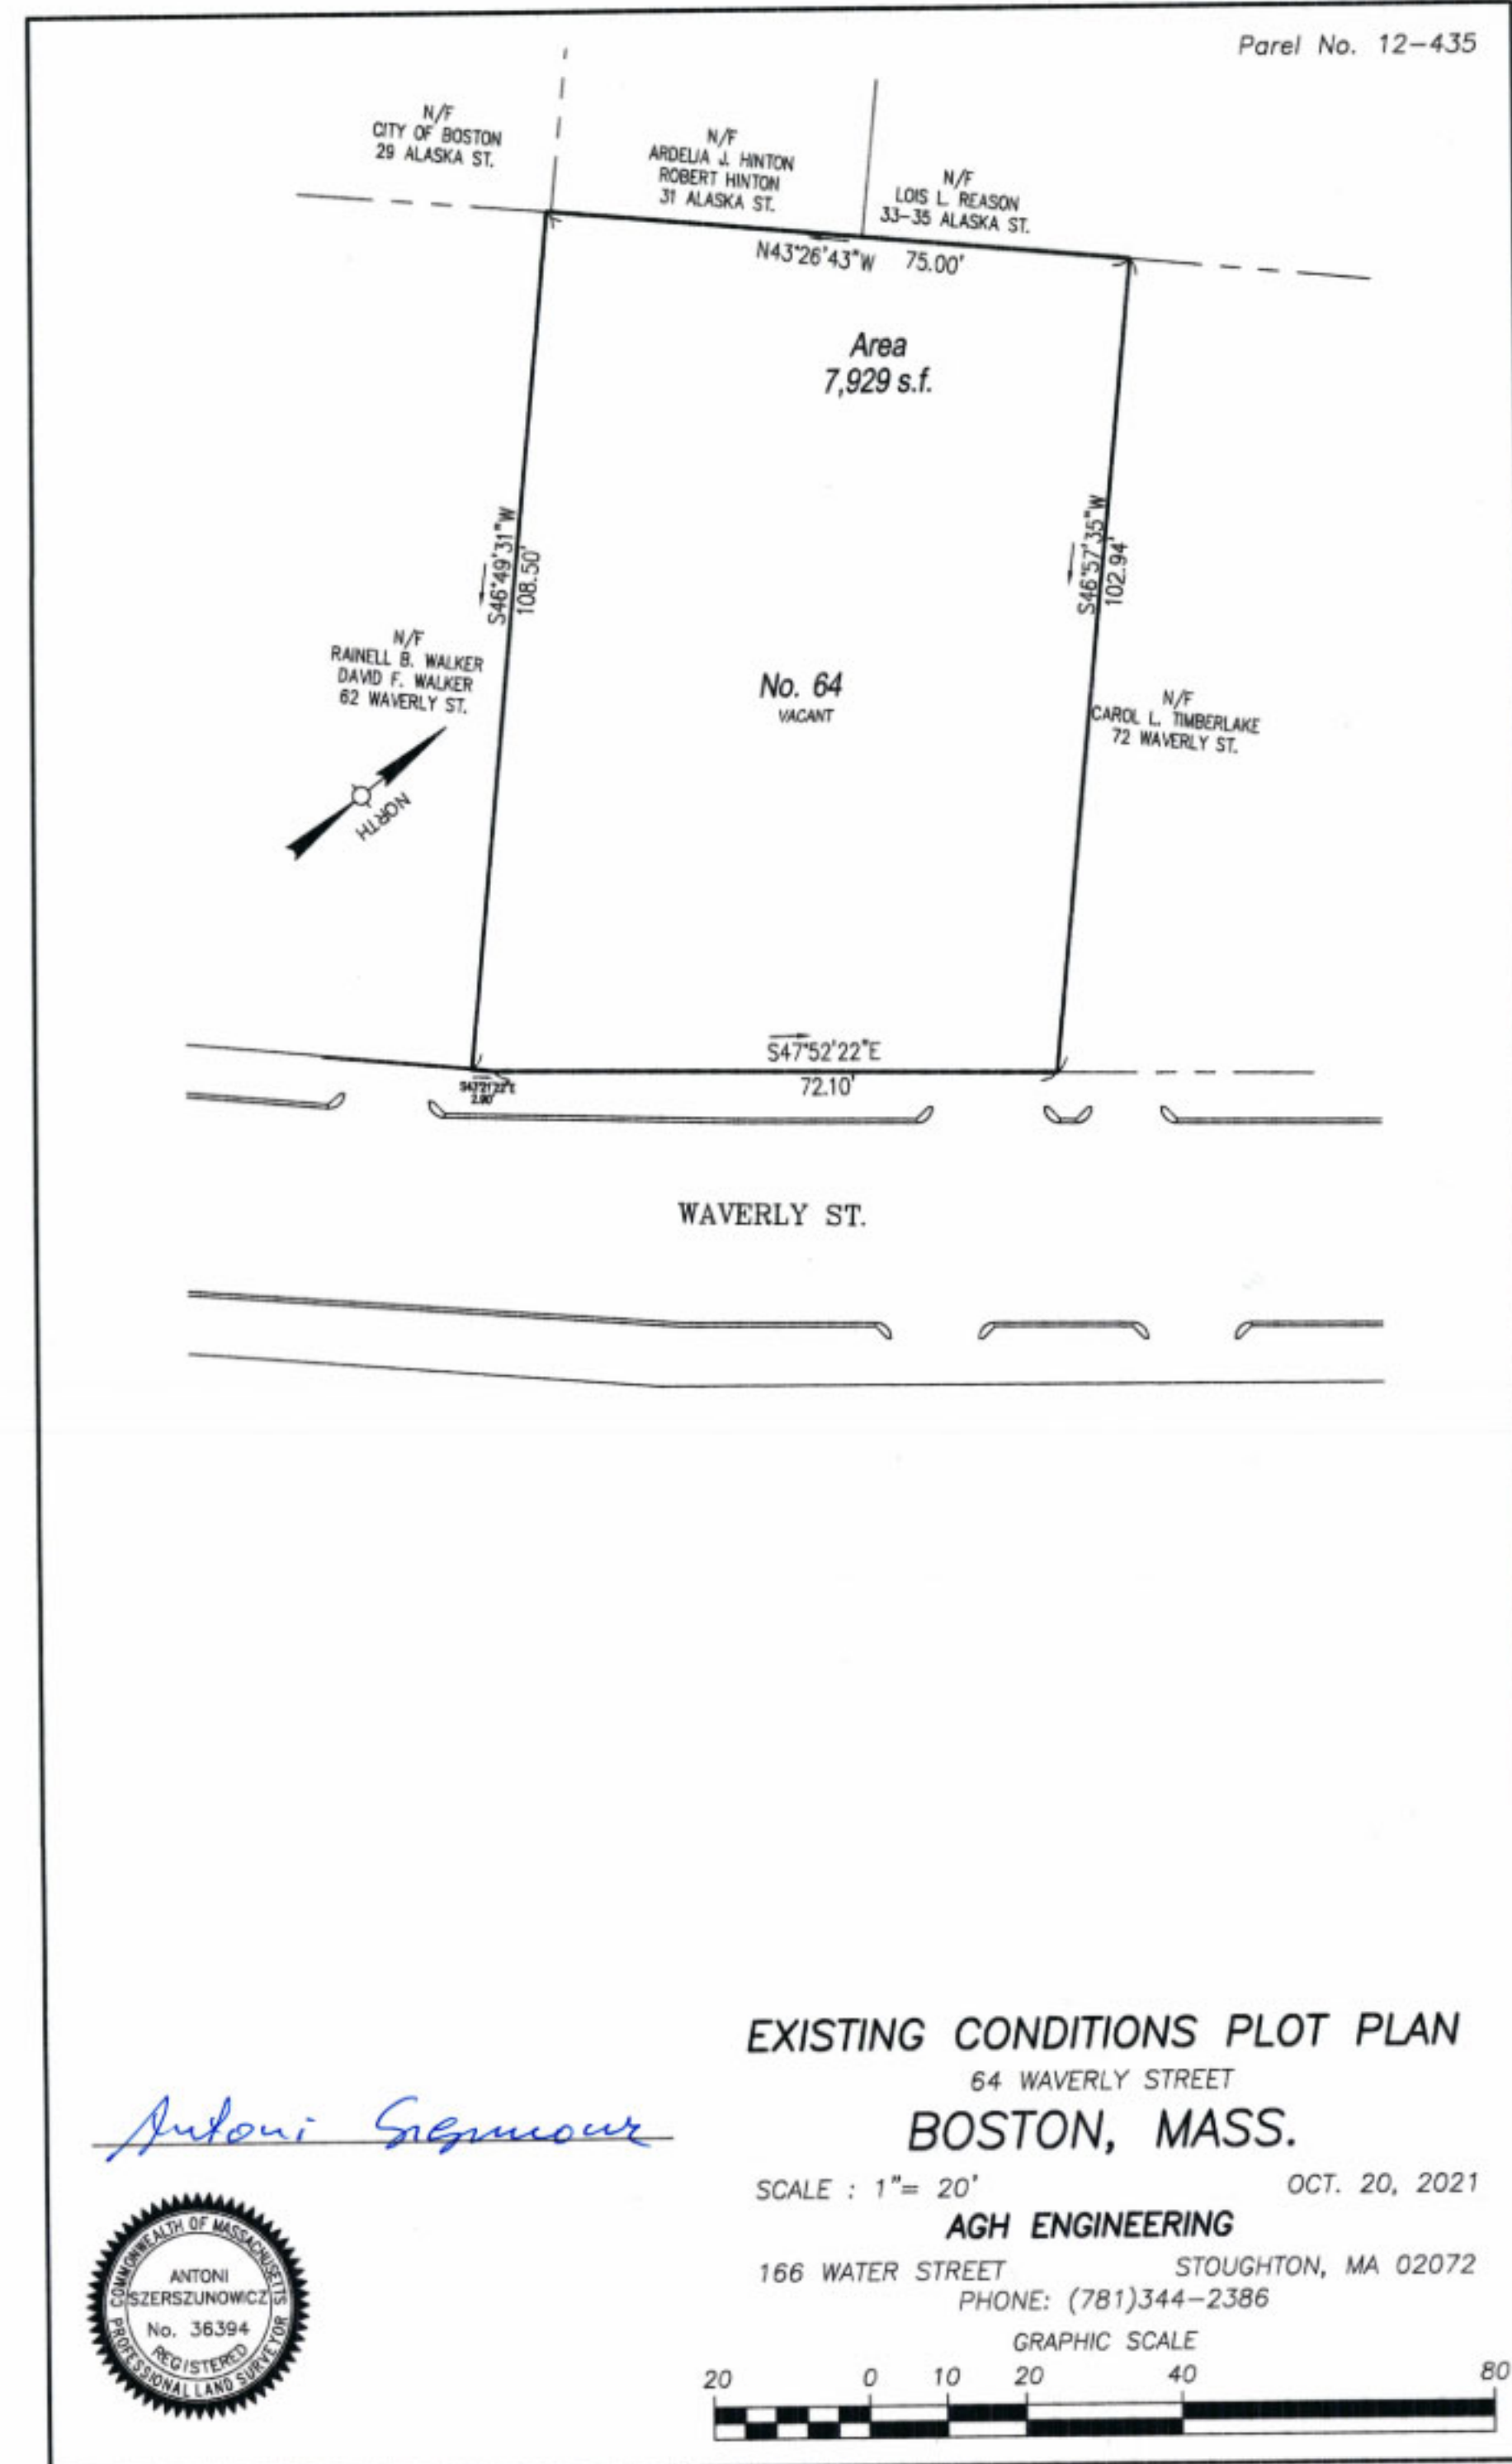 Parel No. 12-435
N/F
CITY OF BOSTON
29 ALASKA ST.
N/F
ARDELIA J. HINTON
ROBERT HINTON
31 ALASKA ST.
N/F
LOIS L. REASON
33-35 ALASKA ST.
N43°26'43"W 75.00'
Area
7,929 s.f.
S46°49'31"W
108.50'
S46°57'35"W
102.94'
N/F
RAINELL B. WALKER
DAVID F. WALKER
62 WAVERLY ST.
No. 64
VACANT
N/F
CAROL L. TIMBERLAKE
72 WAVERLY ST.
NORTH
S47°52'22"E
72.10'
2.90'
WAVERLY ST.
EXISTING CONDITIONS PLOT PLAN
64 WAVERLY STREET
BOSTON, MASS.
SCALE : 1"= 20' OCT. 20, 2021
AGH ENGINEERING
166 WATER STREET STOUGHTON, MA 02072
PHONE: (781)344-2386
GRAPHIC SCALE
20 0 10 20 40 80
Antoni
COMMONWEALTH OF MASSACHUSETTS
ANTONI
SZERSZUNOWICZ
No. 36394
REGISTERED
PROFESSIONAL LAND SURVEYOR